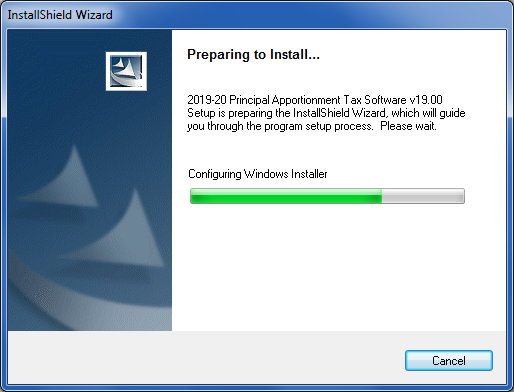 InstallShield Wizard
Preparing to Install...
2019-20 Principal Apportionment Tax Software v19.00
Setup is preparing the InstallShield Wizard, which will guide
you through the program setup process. Please wait.
Configuring Windows Installer
Cancel